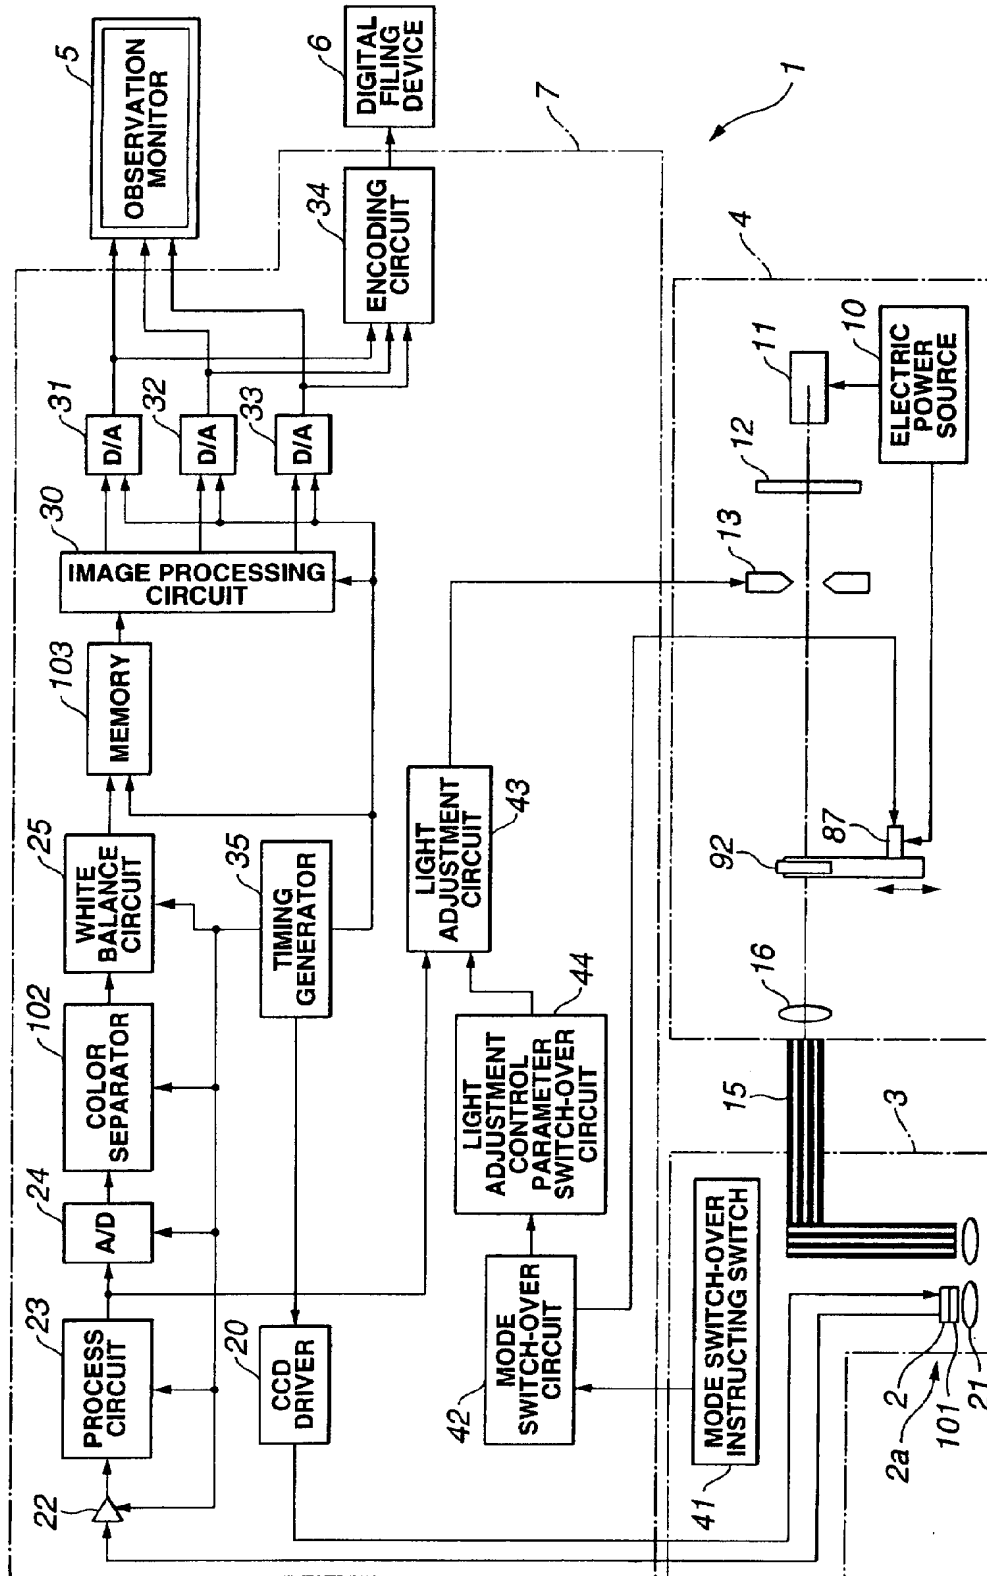 5
OBSERVATION
MONITOR
6
DIGITAL
FILING
DEVICE
7
1
34
ENCODING
CIRCUIT
31
D/A
32
D/A
33
D/A
30
IMAGE PROCESSING
CIRCUIT
103
MEMORY
25
WHITE
BALANCE
CIRCUIT
102
COLOR
SEPARATOR
24
A/D
23
PROCESS
CIRCUIT
22
35
TIMING
GENERATOR
20
CCD
DRIVER
LIGHT
ADJUSTMENT
CIRCUIT
43
44
LIGHT
ADJUSTMENT
CONTROL
PARAMETER
SWITCH-OVER
CIRCUIT
42
MODE
SWITCH-OVER
CIRCUIT
41
MODE SWITCH-OVER
INSTRUCTING SWITCH
4
11
10
ELECTRIC
POWER
SOURCE
12
13
92
87
16
15
3
2
2a
101
21